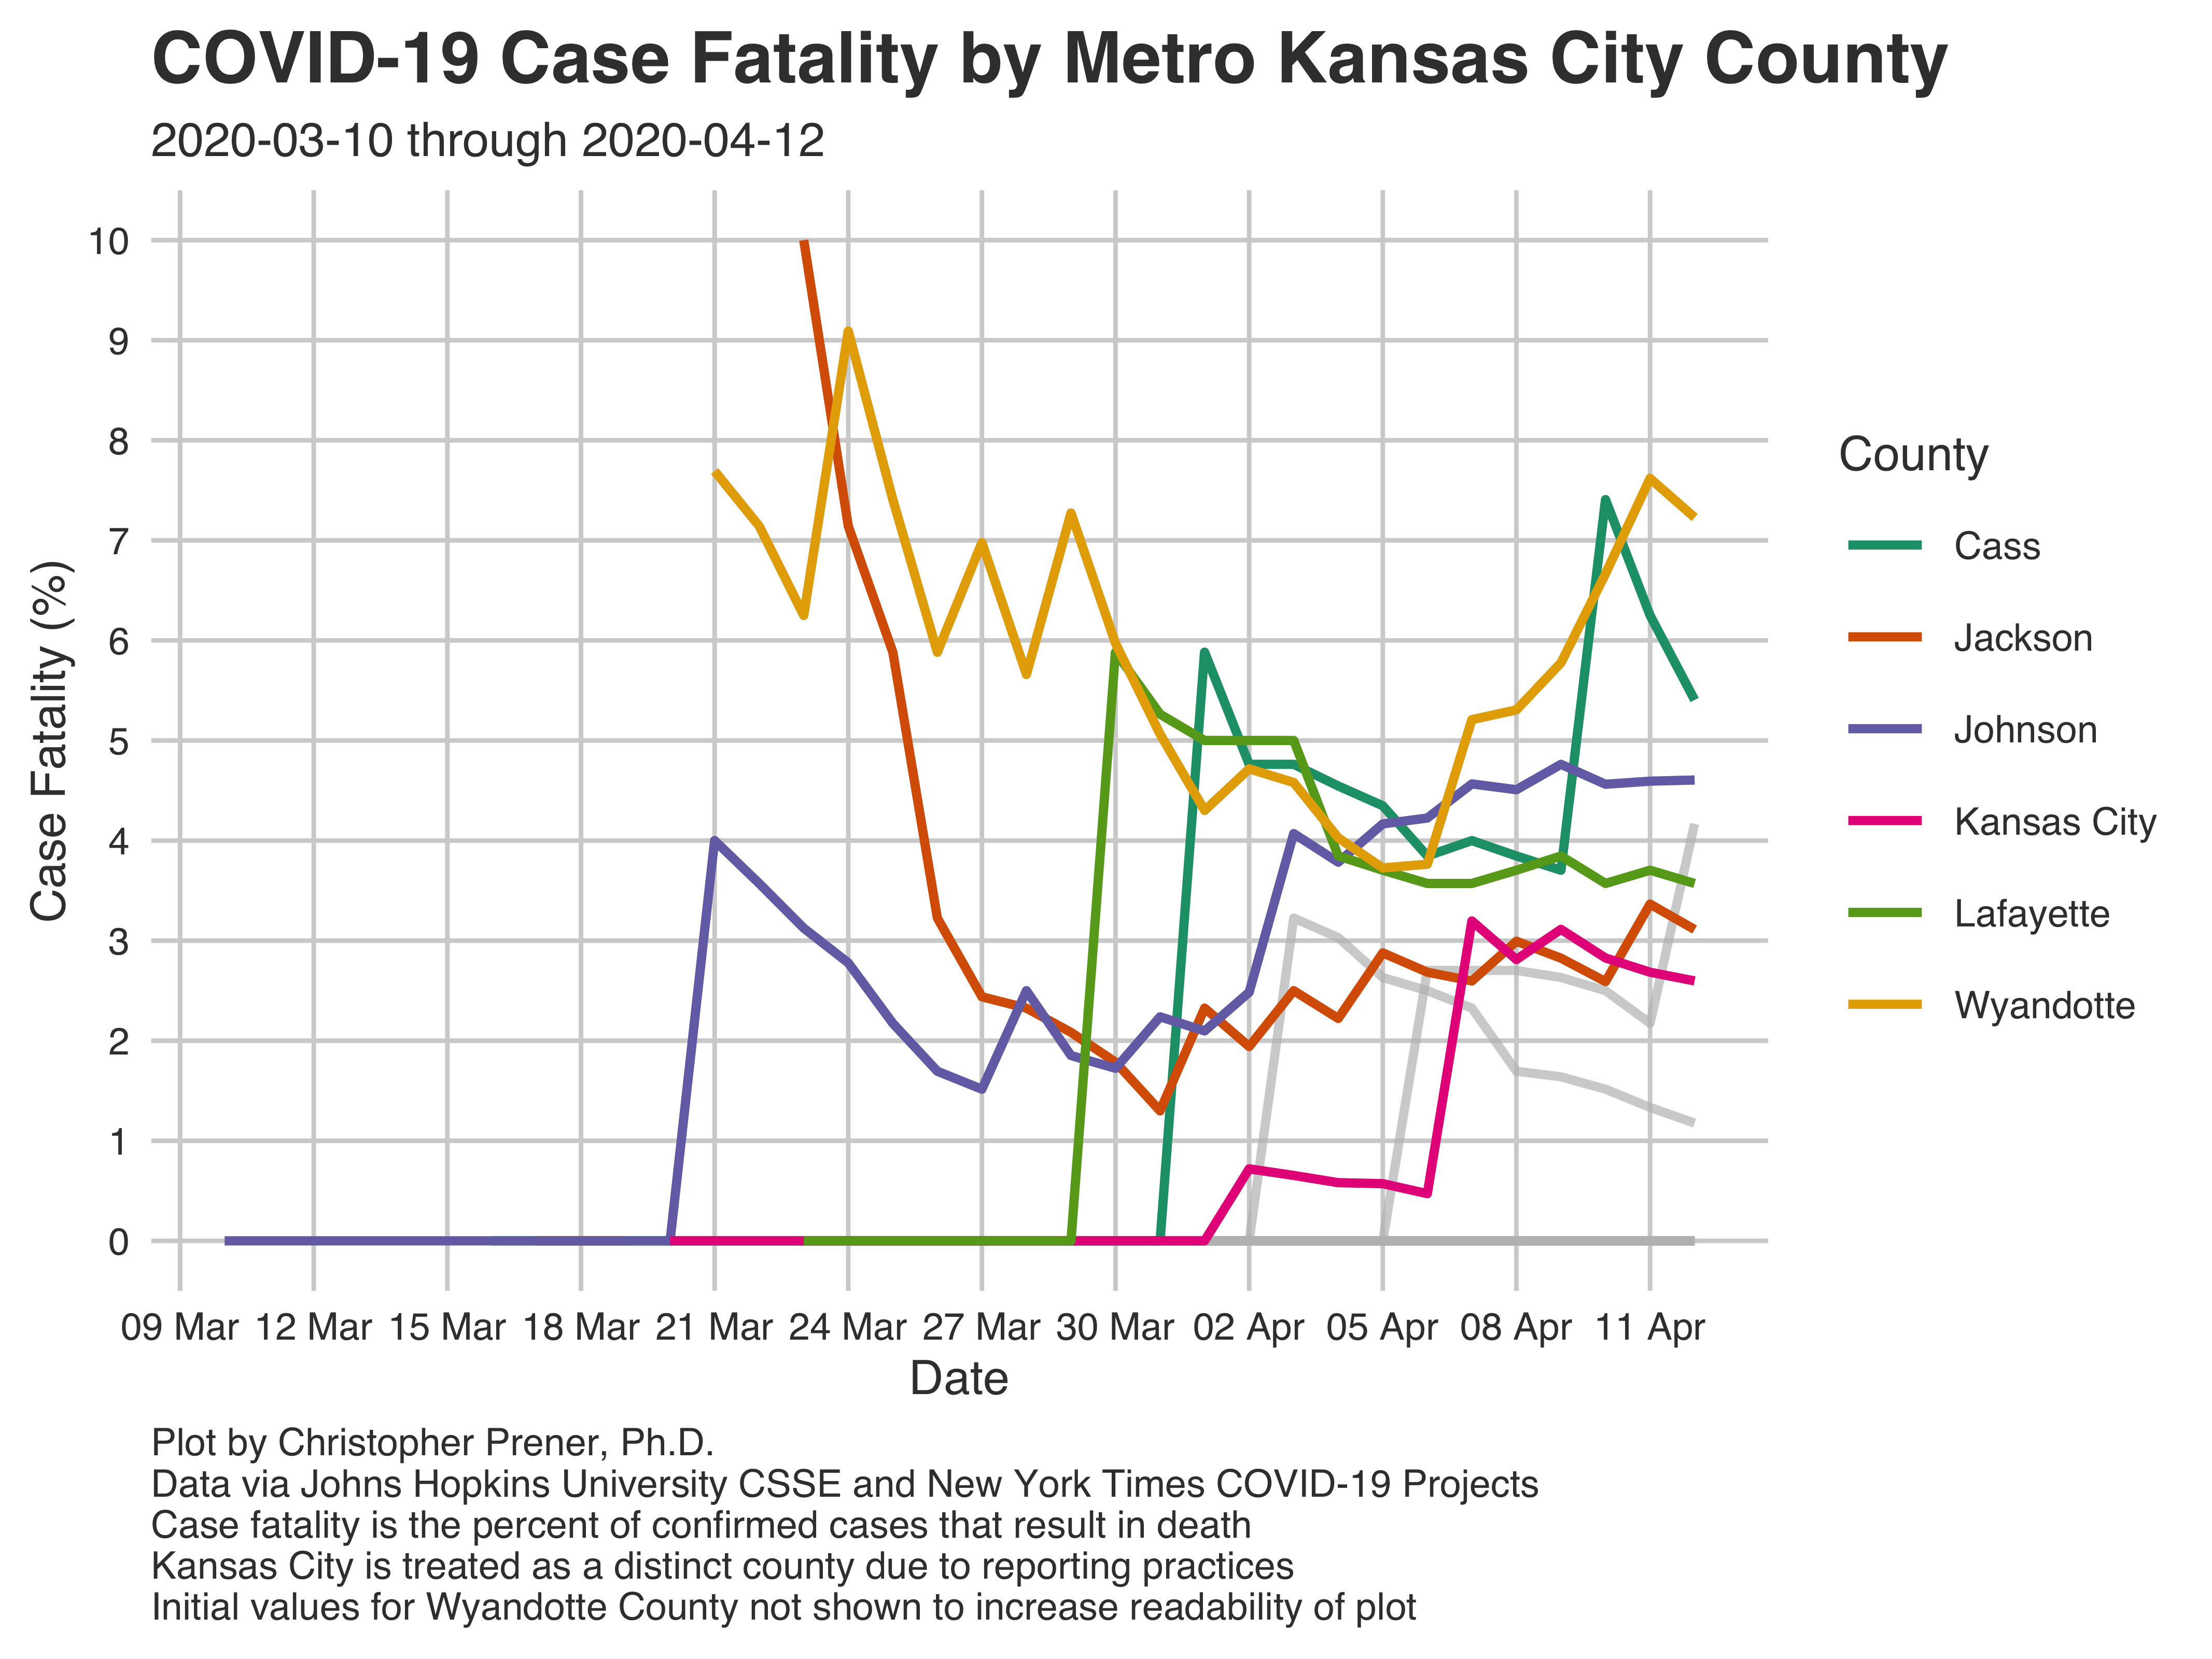 COVID-19 Case Fatality by Metro Kansas City County
2020-03-10 through 2020-04-12
Case Fatality (%)
10
9
8
7
6
5
4
3
2
1
0
09 Mar 12 Mar 15 Mar 18 Mar 21 Mar 24 Mar 27 Mar 30 Mar 02 Apr 05 Apr 08 Apr 11 Apr
Date
County
Cass
Jackson
Johnson
Kansas City
Lafayette
Wyandotte
Plot by Christopher Prener, Ph.D.
Data via Johns Hopkins University CSSE and New York Times COVID-19 Projects
Case fatality is the percent of confirmed cases that result in death
Kansas City is treated as a distinct county due to reporting practices
Initial values for Wyandotte County not shown to increase readability of plot